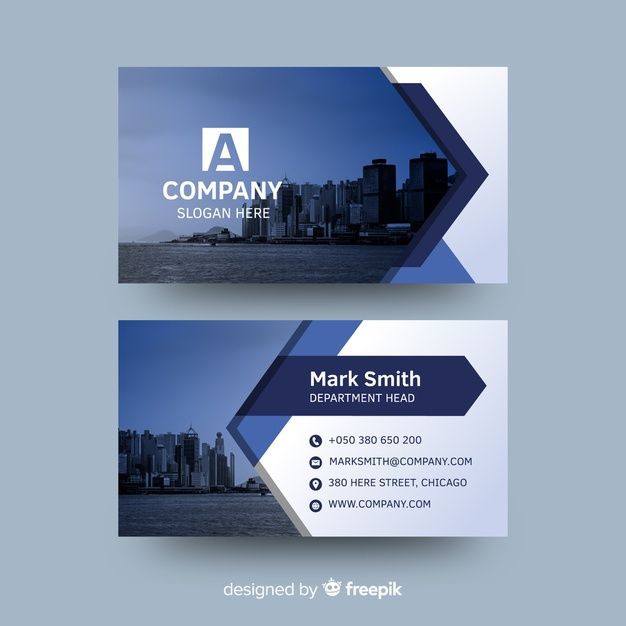 A
COMPANY
SLOGAN HERE
Mark Smith
DEPARTMENT HEAD
+050 380 650 200
MARKSMITH@COMPANY.COM
380 HERE STREET, CHICAGO
WWW.COMPANY.COM
designed by freepik